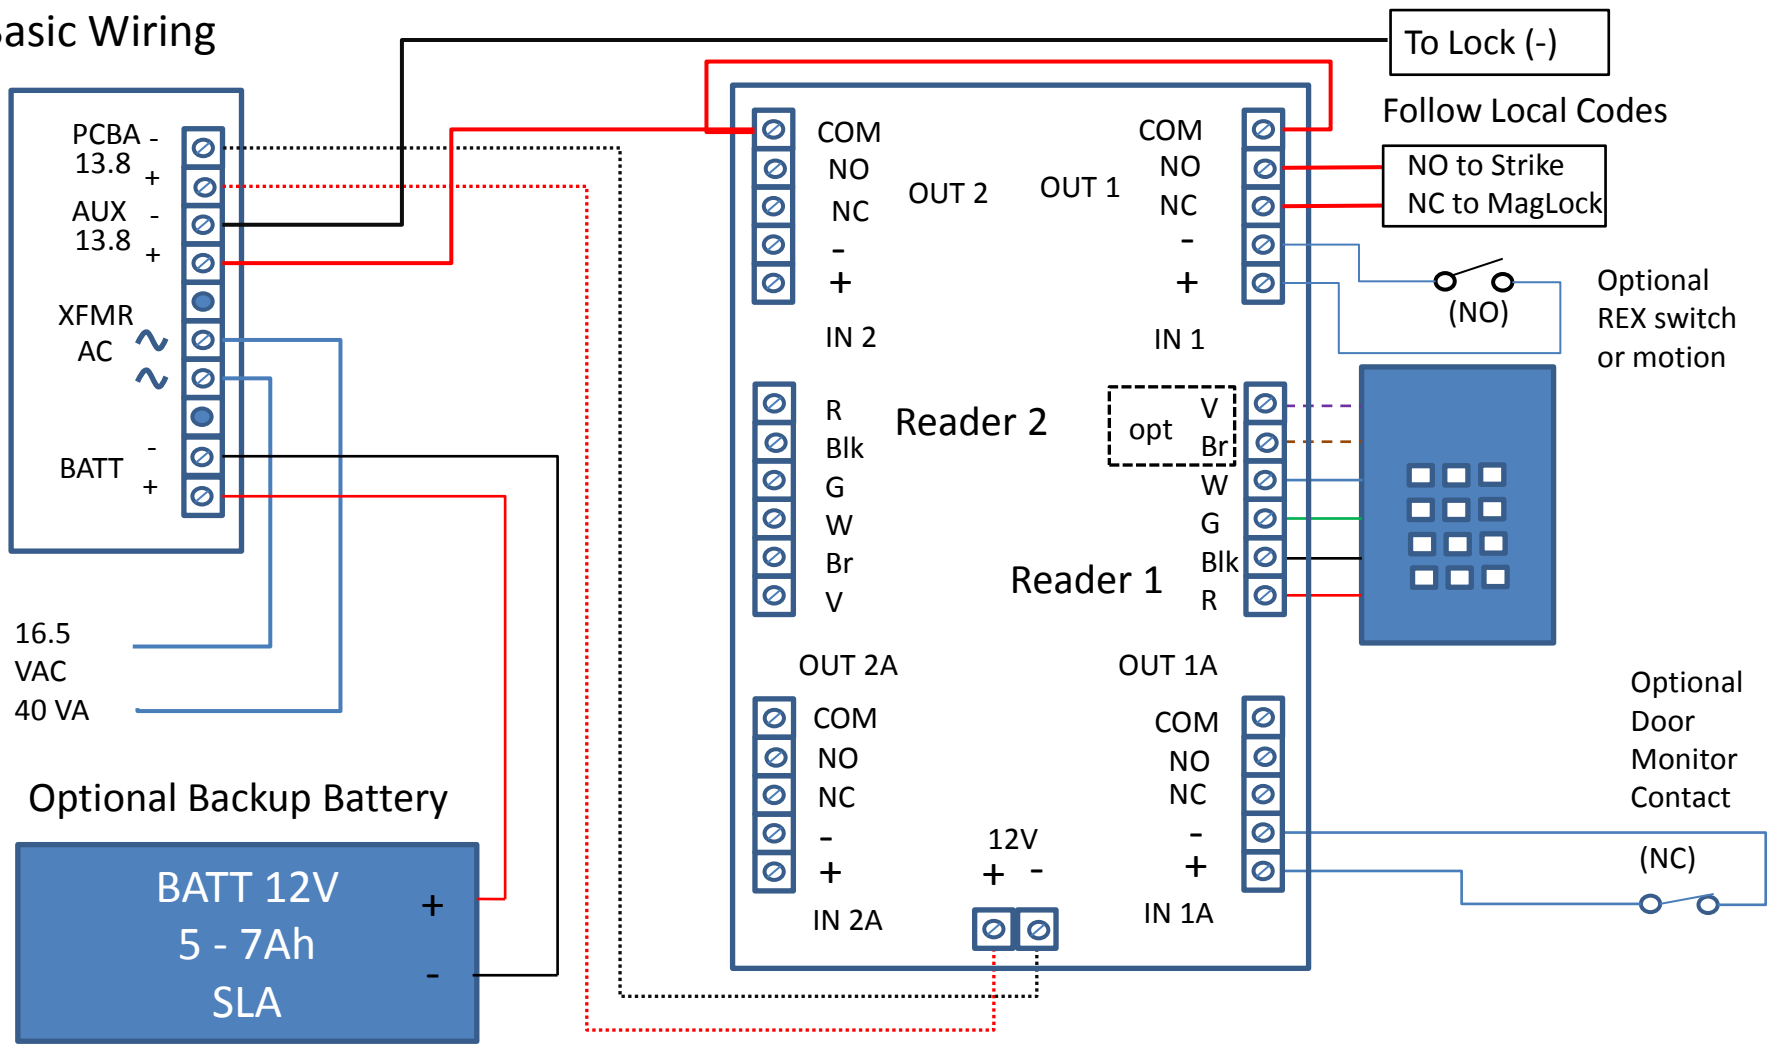 asic Wiring
To Lock (-)
Follow Local Codes
NO to Strike
NC to MagLock
PCBA -
13.8 +
AUX -
13.8 +
XFMR
AC
BATT -
+
16.5
VAC
40 VA
Optional Backup Battery
BATT 12V
5 - 7Ah
SLA
+
-
COM
NO
NC
-
+
OUT 2
IN 2
OUT 1
COM
NO
NC
-
+
IN 1
(NO)
Optional
REX switch
or motion
R
Blk
G
W
Br
V
Reader 2
opt
V
Br
W
G
Blk
R
Reader 1
OUT 2A
COM
NO
NC
-
+
IN 2A
OUT 1A
COM
NO
NC
-
+
IN 1A
12V
+ -
Optional
Door
Monitor
Contact
(NC)